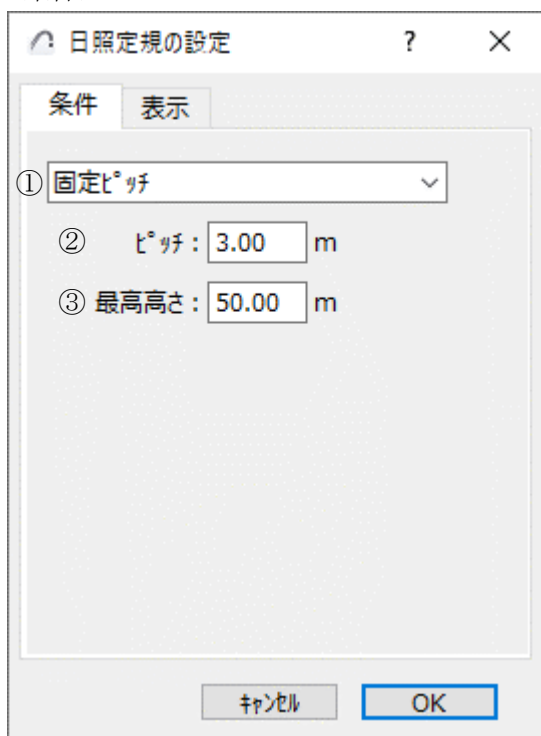 日照定規の設定 ? ×
条件 表示
① 固定ﾋﾟｯﾁ
② ﾋﾟｯﾁ : 3.00 m
③ 最高高さ : 50.00 m
ｷｬﾝｾﾙ OK